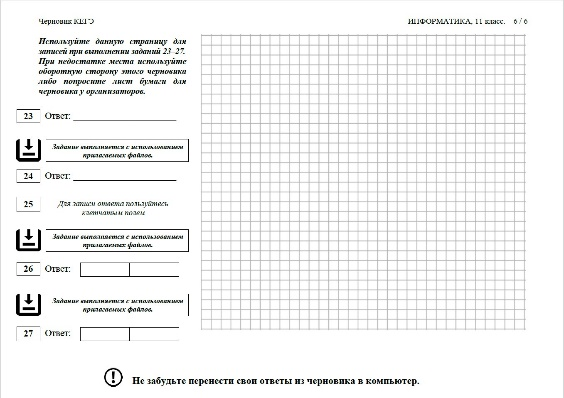 Черновик КЕГЭ
ИНФОРМАТИКА, 11 класс. 6 / 6
Используйте данную страницу для
записей при выполнении заданий 23–27.
При недостатке места используйте
оборотную сторону этого черновика
либо попросите лист бумаги для
черновика у организаторов.
23 Ответ:
Задание выполняется с использованием
прилагаемых файлов.
24 Ответ:
25 Для записи ответа пользуйтесь
клетчатым полем
Задание выполняется с использованием
прилагаемых файлов.
26 Ответ:
Задание выполняется с использованием
прилагаемых файлов.
27 Ответ:
! Не забудьте перенести свои ответы из черновика в компьютер.